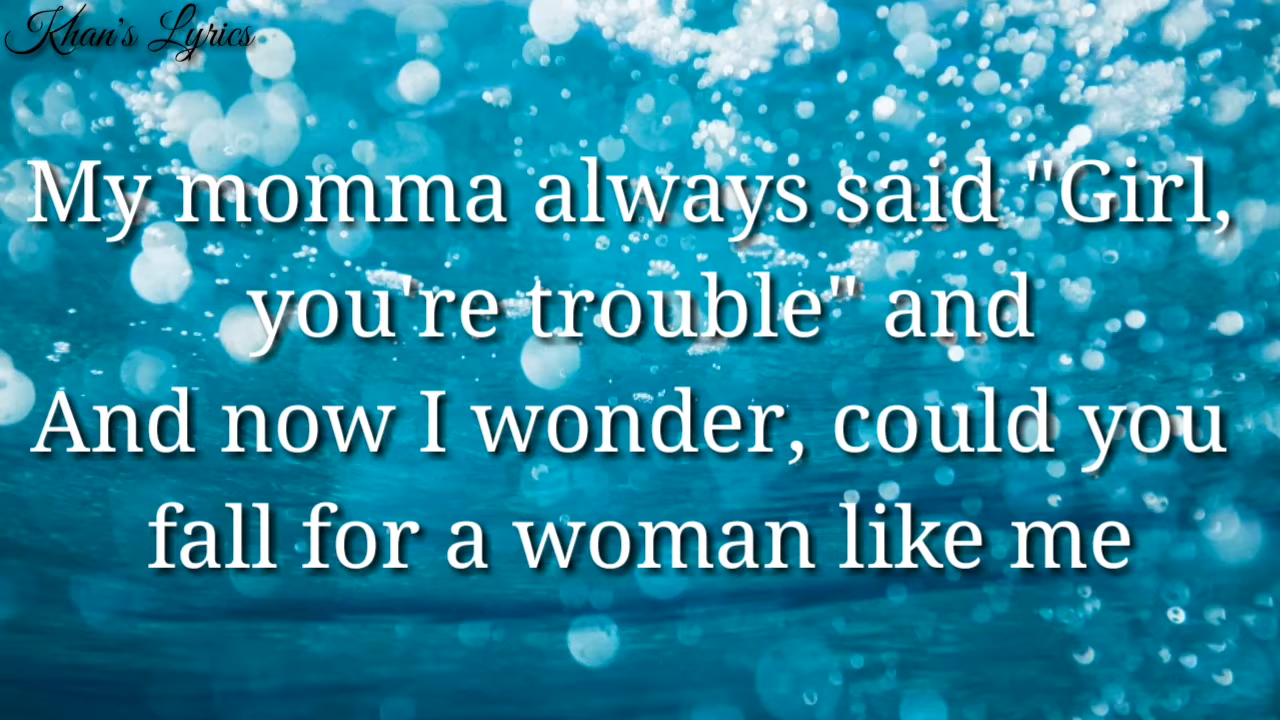 Khan's Lyrics
My momma always said "Girl,
you're trouble" and
And now I wonder, could you
fall for a woman like me